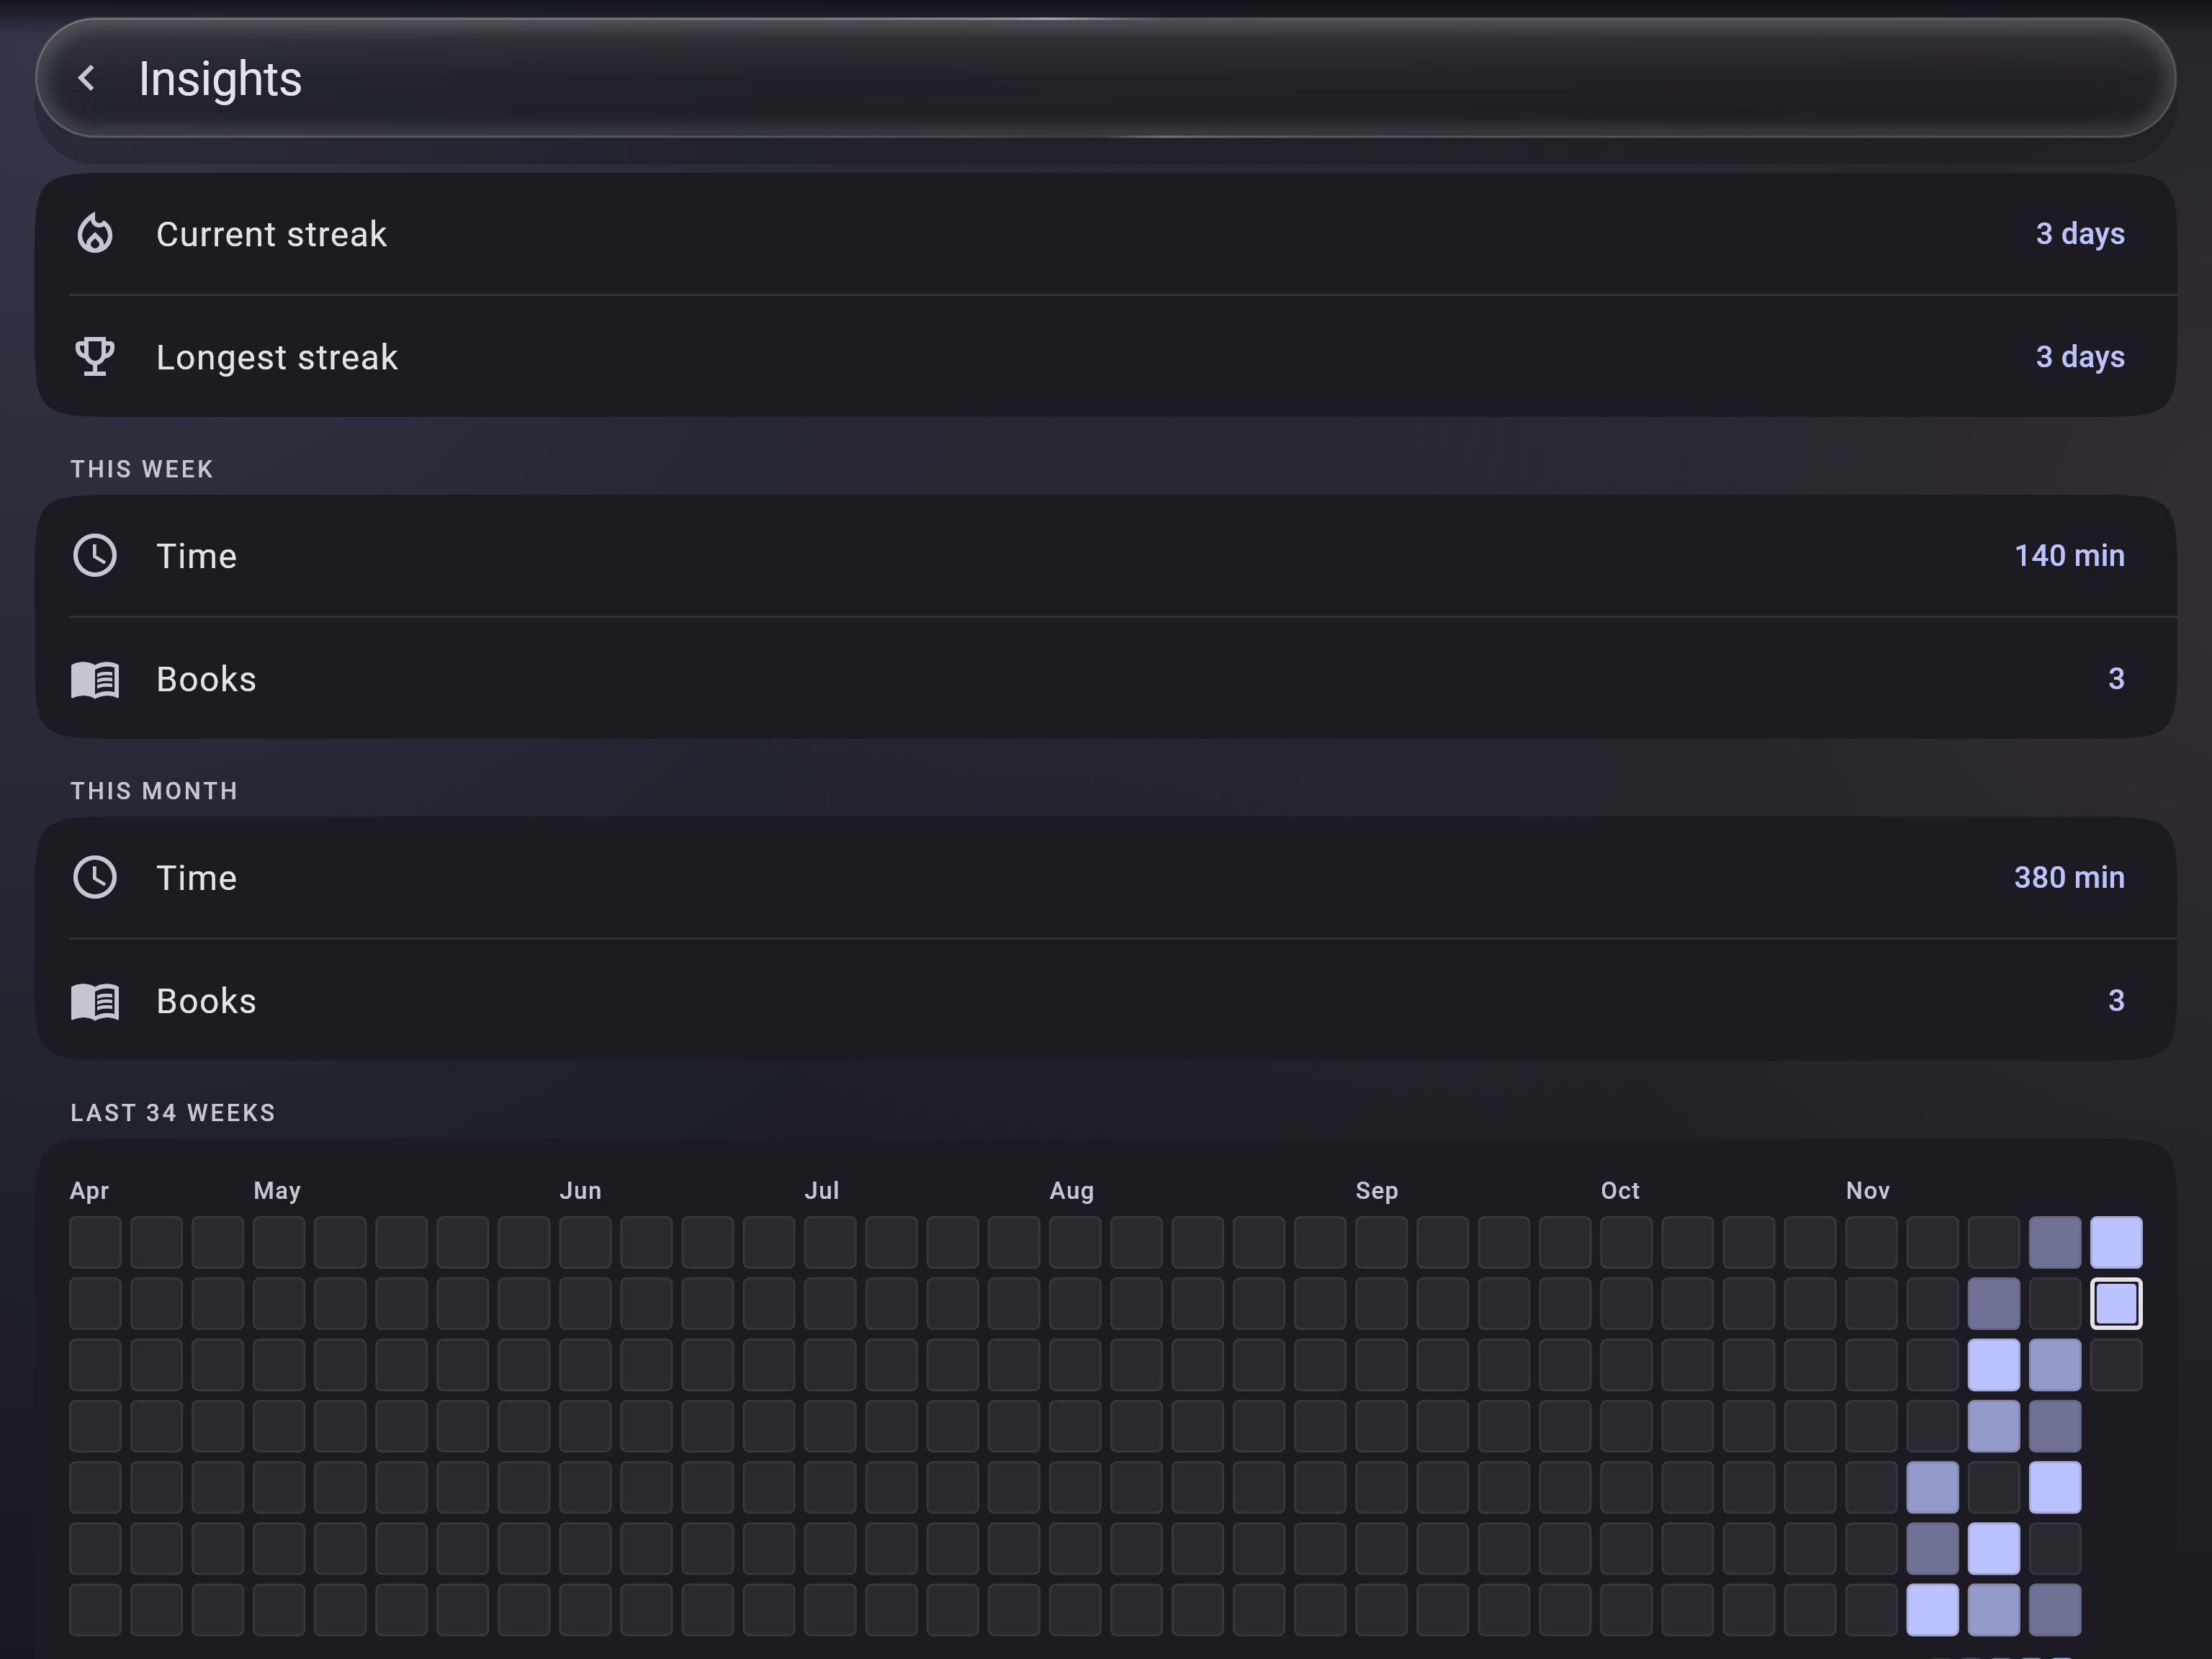 Insights
Current streak 3 days
Longest streak 3 days
THIS WEEK
Time 140 min
Books 3
THIS MONTH
Time 380 min
Books 3
LAST 34 WEEKS
Apr May Jun Jul Aug Sep Oct Nov